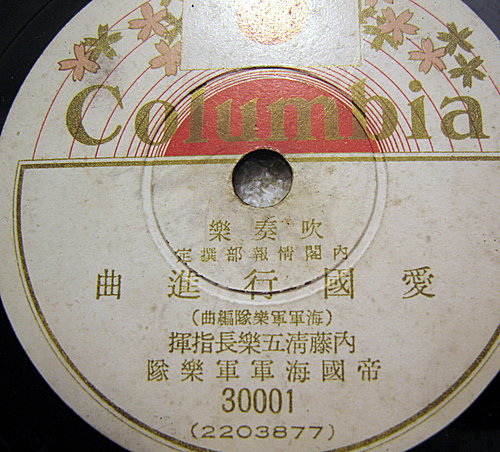 Columbia
吹奏樂
内閣情報部撰定
愛國行進曲
(海軍軍樂隊編曲)
内藤清五樂長指揮
帝國海軍軍樂隊
30001
(2203877)